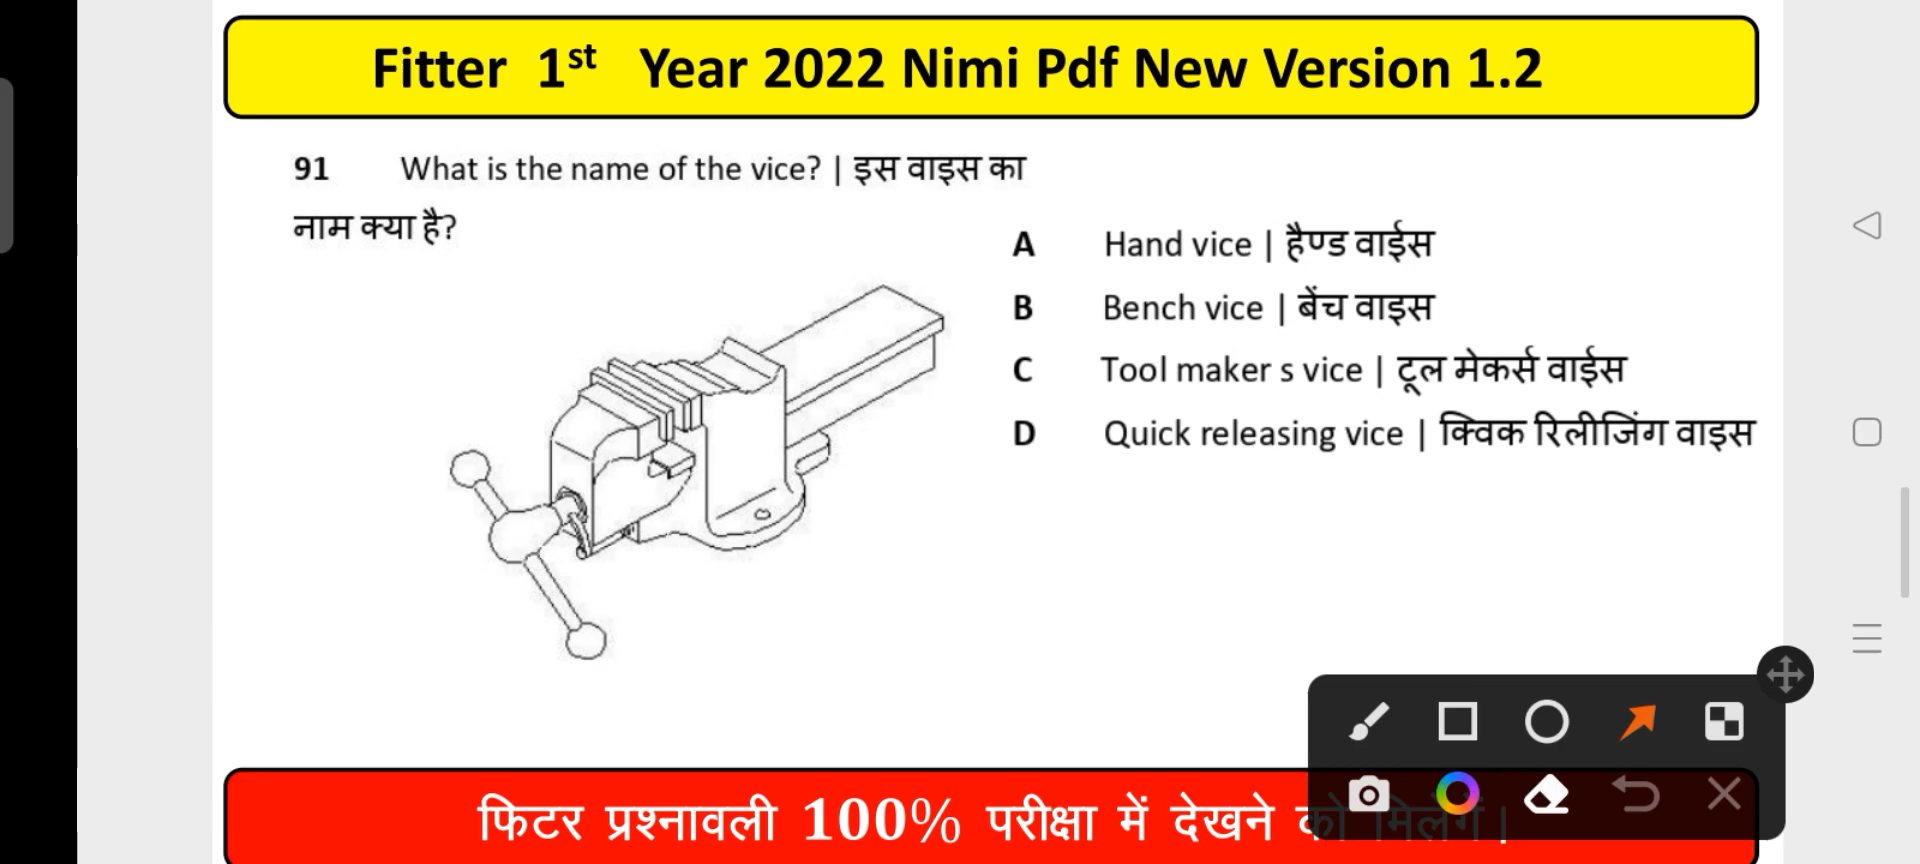 Fitter 1st Year 2022 Nimi Pdf New Version 1.2
91 What is the name of the vice? | इस वाइस का
नाम क्या है?
A Hand vice | हैण्ड वाईस
B Bench vice | बेंच वाइस
C Tool maker s vice | टूल मेकर्स वाईस
D Quick releasing vice | क्विक रिलीजिंग वाइस
फिटर प्रश्नावली 100% परीक्षा में देखने को मिलेंगे |